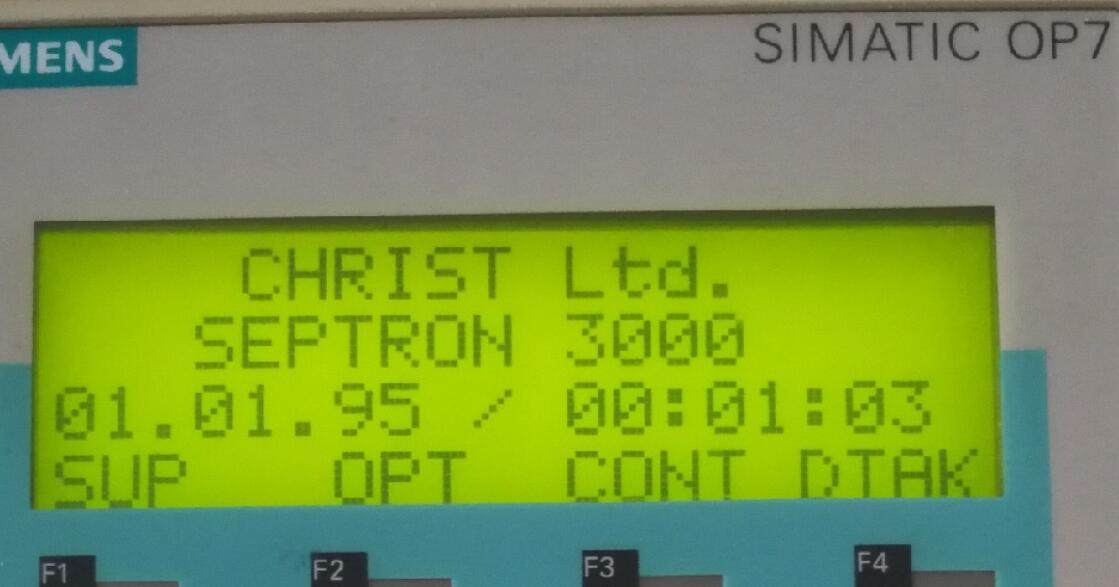 MENS
SIMATIC OP7
CHRIST Ltd.
SEPTRON 3000
01.01.95 / 00:01:03
SUP OPT CONT DTAK
F1 F2 F3 F4